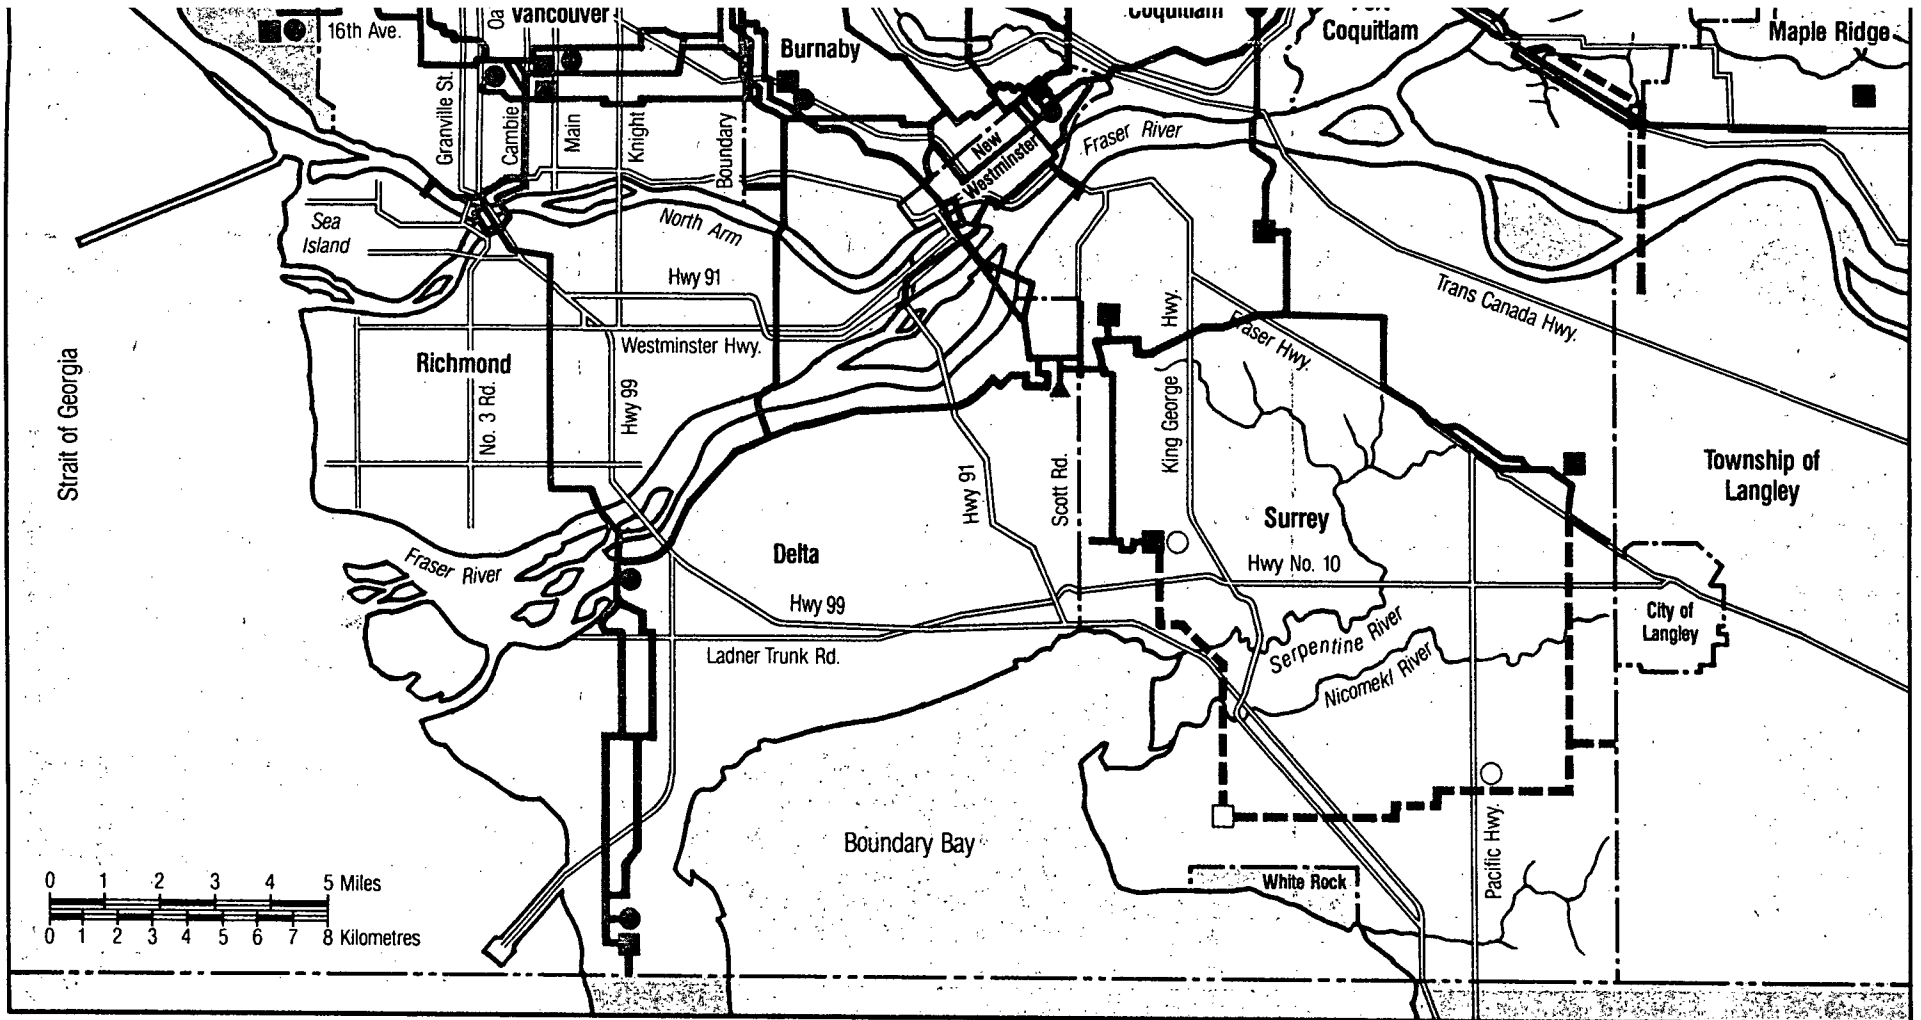 Vancouver
Oa
16th Ave.
Burnaby
Coquitlam
Coquitlam
Maple Ridge
Granville St.
Cambie
Main
Knight
Boundary
New
Westminster
Fraser River
Sea
Island
North Arm
Hwy 91
Westminster Hwy.
Richmond
No. 3 Rd.
Hwy 99
Strait of Georgia
King George Hwy.
Fraser Hwy.
Trans Canada Hwy.
Township of
Langley
Hwy 91
Scott Rd.
Surrey
Delta
Fraser River
Hwy No. 10
Hwy 99
City of
Langley
Ladner Trunk Rd.
Serpentine River
Nicomekl River
Boundary Bay
White Rock
Pacific Hwy.
0 1 2 3 4 5 Miles
0 1 2 3 4 5 6 7 8 Kilometres